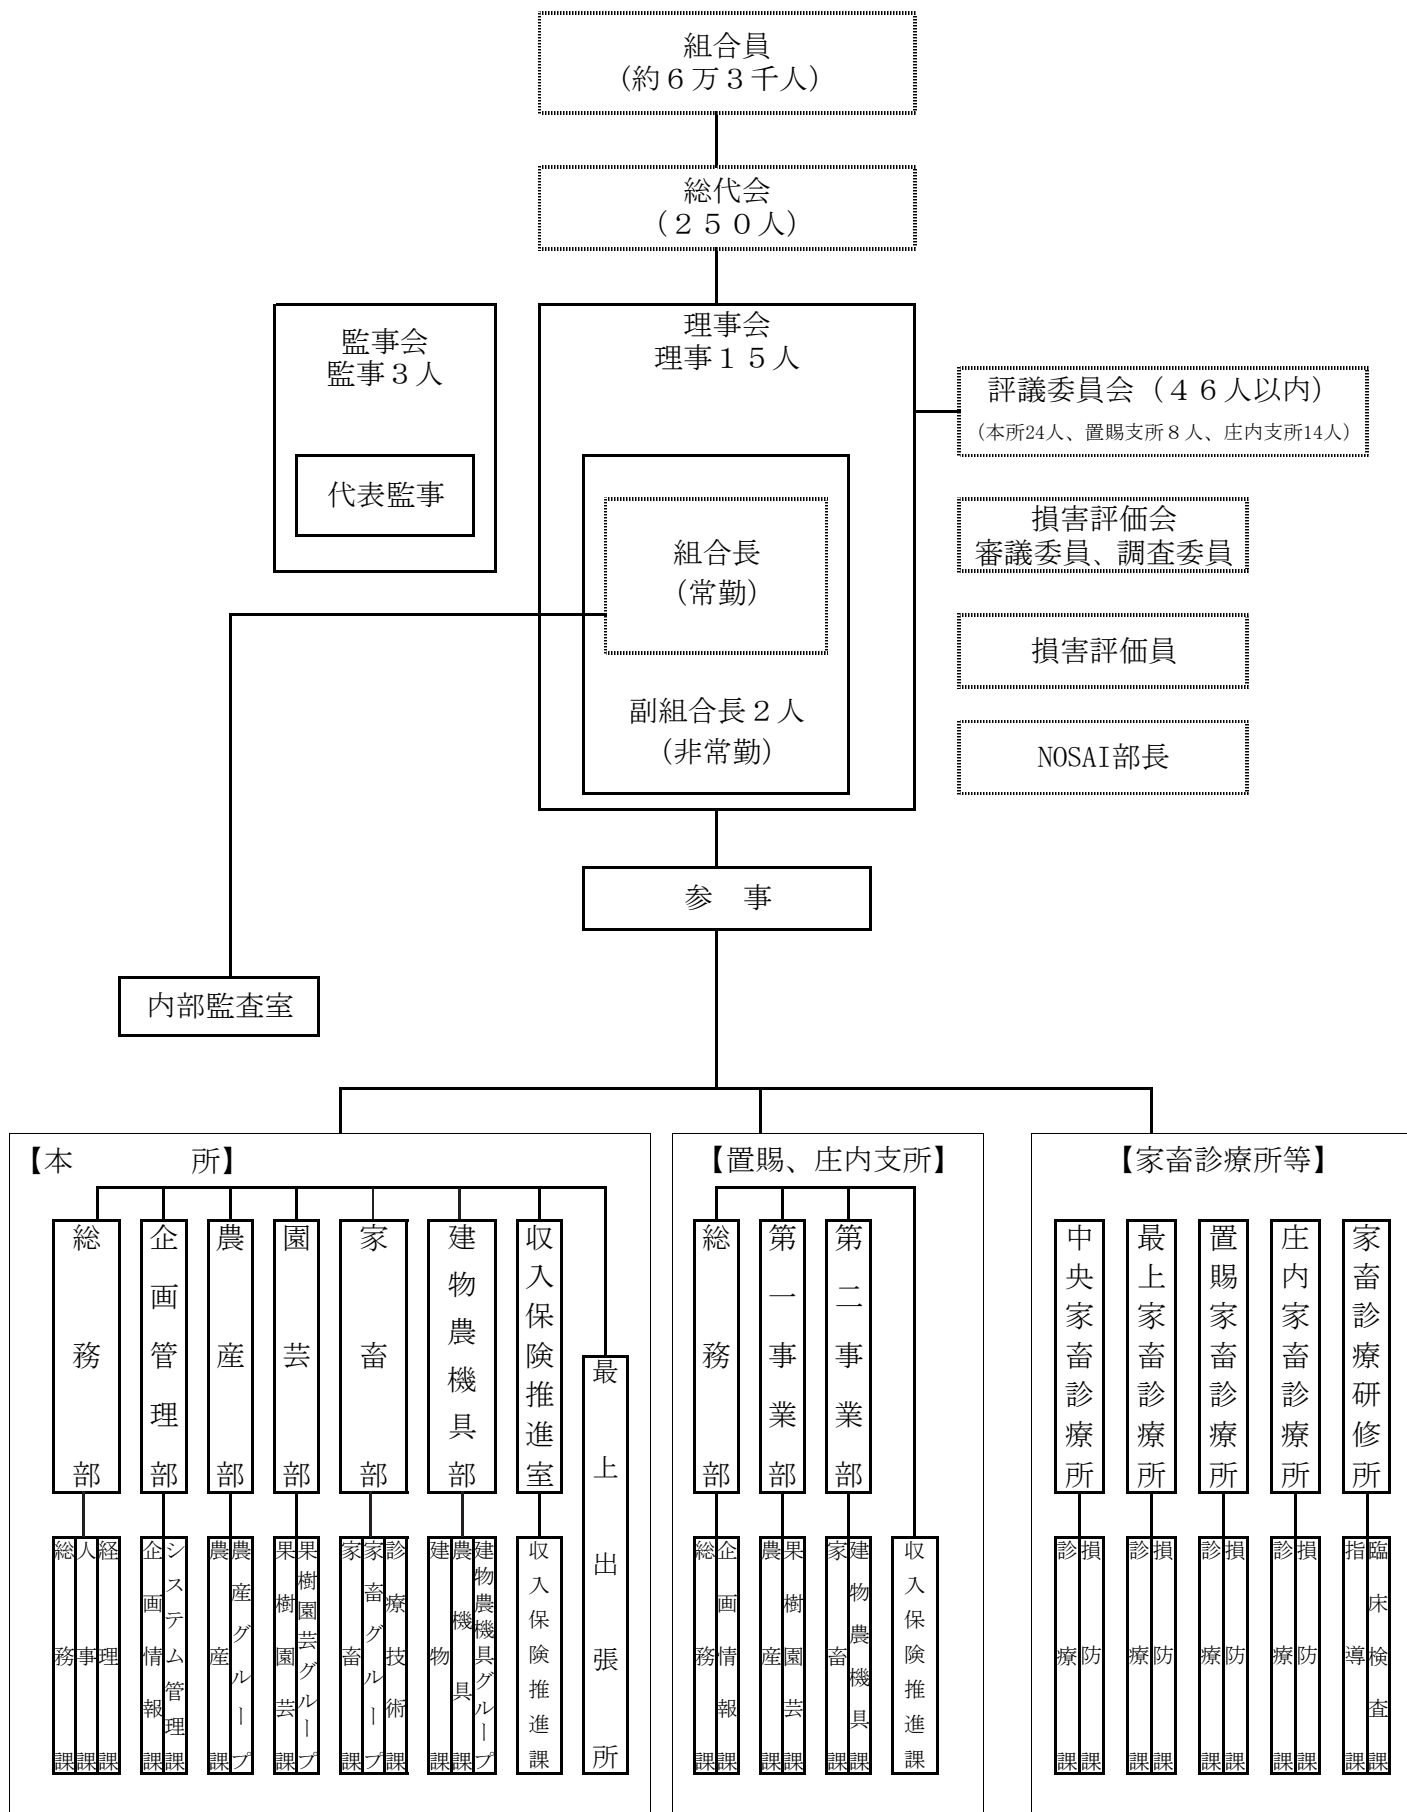 組合員
（約６万３千人）
総代会
（２５０人）
監事会
監事３人
代表監事
理事会
理事１５人
組合長
（常勤）
副組合長２人
（非常勤）
評議委員会（４６人以内）
（本所24人、置賜支所８人、庄内支所14人）
損害評価会
審議委員、調査委員
損害評価員
NOSAI部長
参　事
内部監査室
【本　　　　所】
総務部
企画管理部
農産部
園芸部
家畜部
建物農機具部
収入保険推進室
最上出張所
総務課
人事課
経理課
企画情報課
システム管理課
農産課
農産グループ
果樹園芸課
果樹園芸グループ
家畜課
家畜グループ
診療技術課
建物課
農機具課
建物農機具グループ
収入保険推進課
【置賜、庄内支所】
総務部
第一事業部
第二事業部
総務課
企画情報課
農産課
果樹園芸課
家畜課
建物農機具課
収入保険推進課
【家畜診療所等】
中央家畜診療所
最上家畜診療所
置賜家畜診療所
庄内家畜診療所
家畜診療研修所
診療課
損防課
診療課
損防課
診療課
損防課
診療課
損防課
指導課
臨床検査課